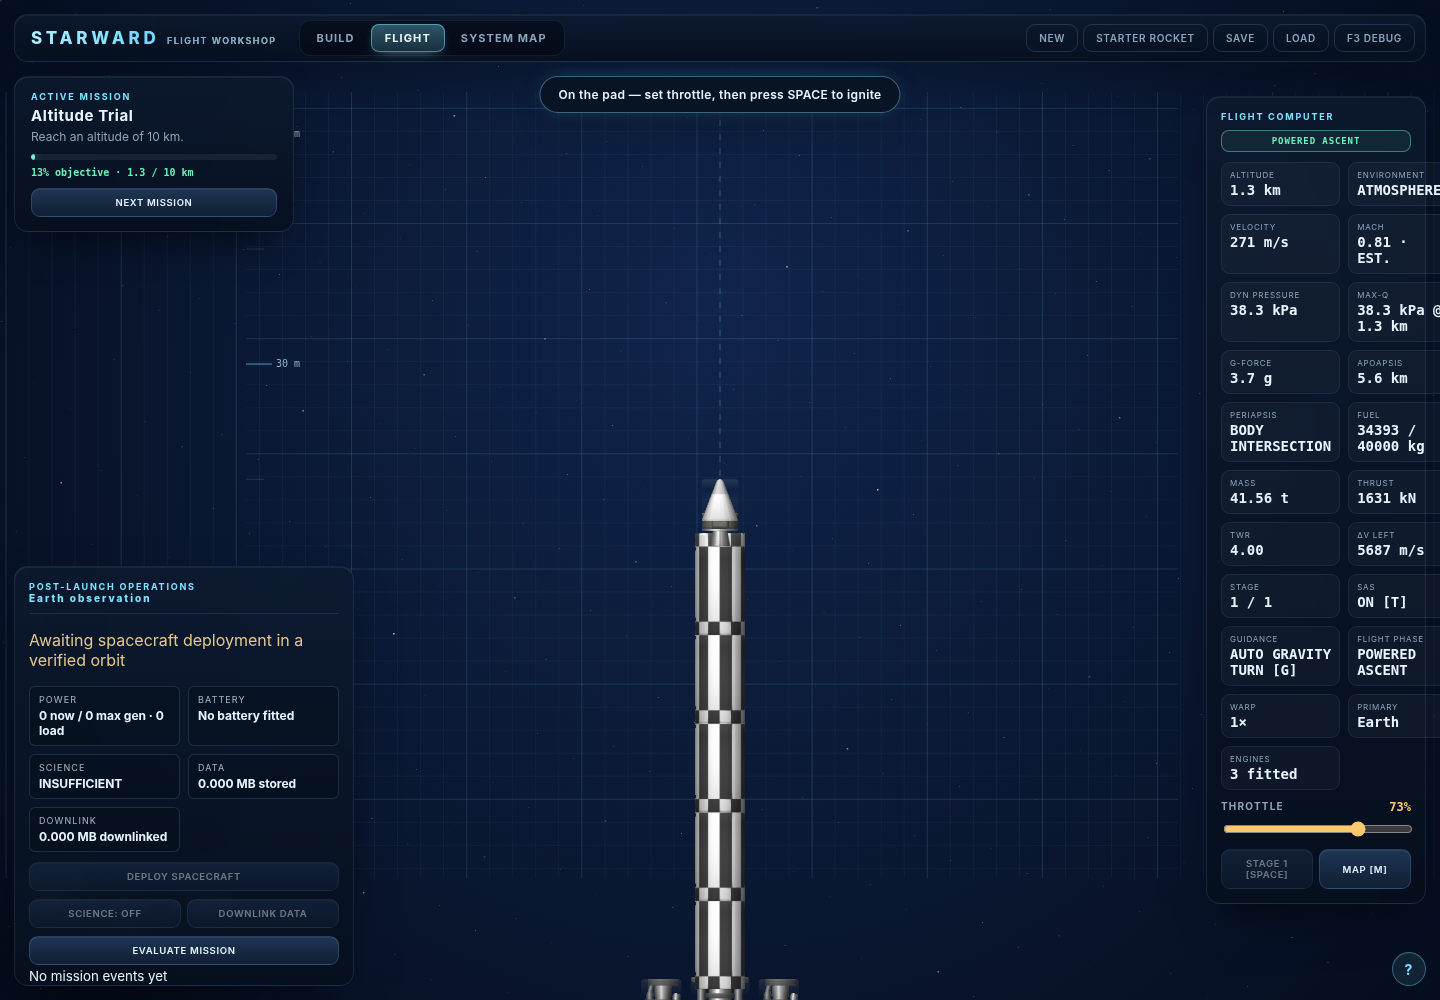 STARWARD FLIGHT WORKSHOP BUILD FLIGHT SYSTEM MAP NEW STARTER ROCKET SAVE LOAD F3 DEBUG
On the pad — set throttle, then press SPACE to ignite
ACTIVE MISSION
Altitude Trial
Reach an altitude of 10 km.
13% objective · 1.3 / 10 km
NEXT MISSION
m
30 m
POST-LAUNCH OPERATIONS
Earth observation
Awaiting spacecraft deployment in a
verified orbit
POWER
0 now / 0 max gen · 0
load
BATTERY
No battery fitted
SCIENCE
INSUFFICIENT
DATA
0.000 MB stored
DOWNLINK
0.000 MB downlinked
DEPLOY SPACECRAFT
SCIENCE: OFF
DOWNLINK DATA
EVALUATE MISSION
No mission events yet
FLIGHT COMPUTER
POWERED ASCENT
ALTITUDE
1.3 km
ENVIRONMENT
ATMOSPHERE
VELOCITY
271 m/s
MACH
0.81 ·
EST.
DYN PRESSURE
38.3 kPa
MAX-Q
38.3 kPa @
1.3 km
G-FORCE
3.7 g
APOAPSIS
5.6 km
PERIAPSIS
BODY
INTERSECTION
FUEL
34393 /
40000 kg
MASS
41.56 t
THRUST
1631 kN
TWR
4.00
ΔV LEFT
5687 m/s
STAGE
1 / 1
SAS
ON [T]
GUIDANCE
AUTO GRAVITY
TURN [G]
FLIGHT PHASE
POWERED
ASCENT
WARP
1×
PRIMARY
Earth
ENGINES
3 fitted
THROTTLE 73%
STAGE 1
[SPACE]
MAP [M]
?